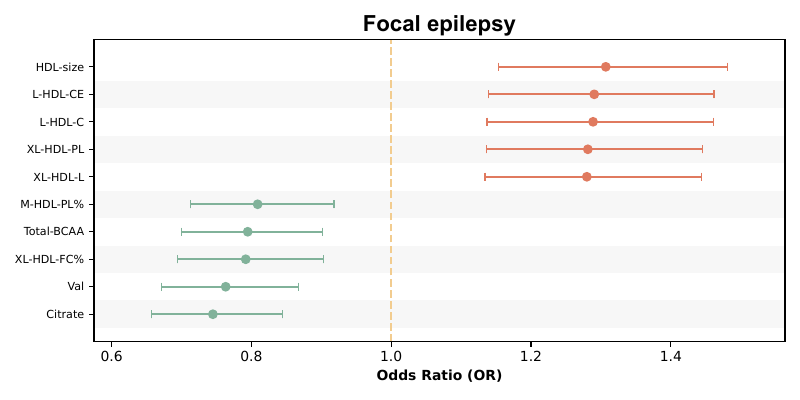 Focal epilepsy
HDL-size
L-HDL-CE
L-HDL-C
XL-HDL-PL
XL-HDL-L
M-HDL-PL%
Total-BCAA
XL-HDL-FC%
Val
Citrate
0.6 0.8 1.0 1.2 1.4
Odds Ratio (OR)